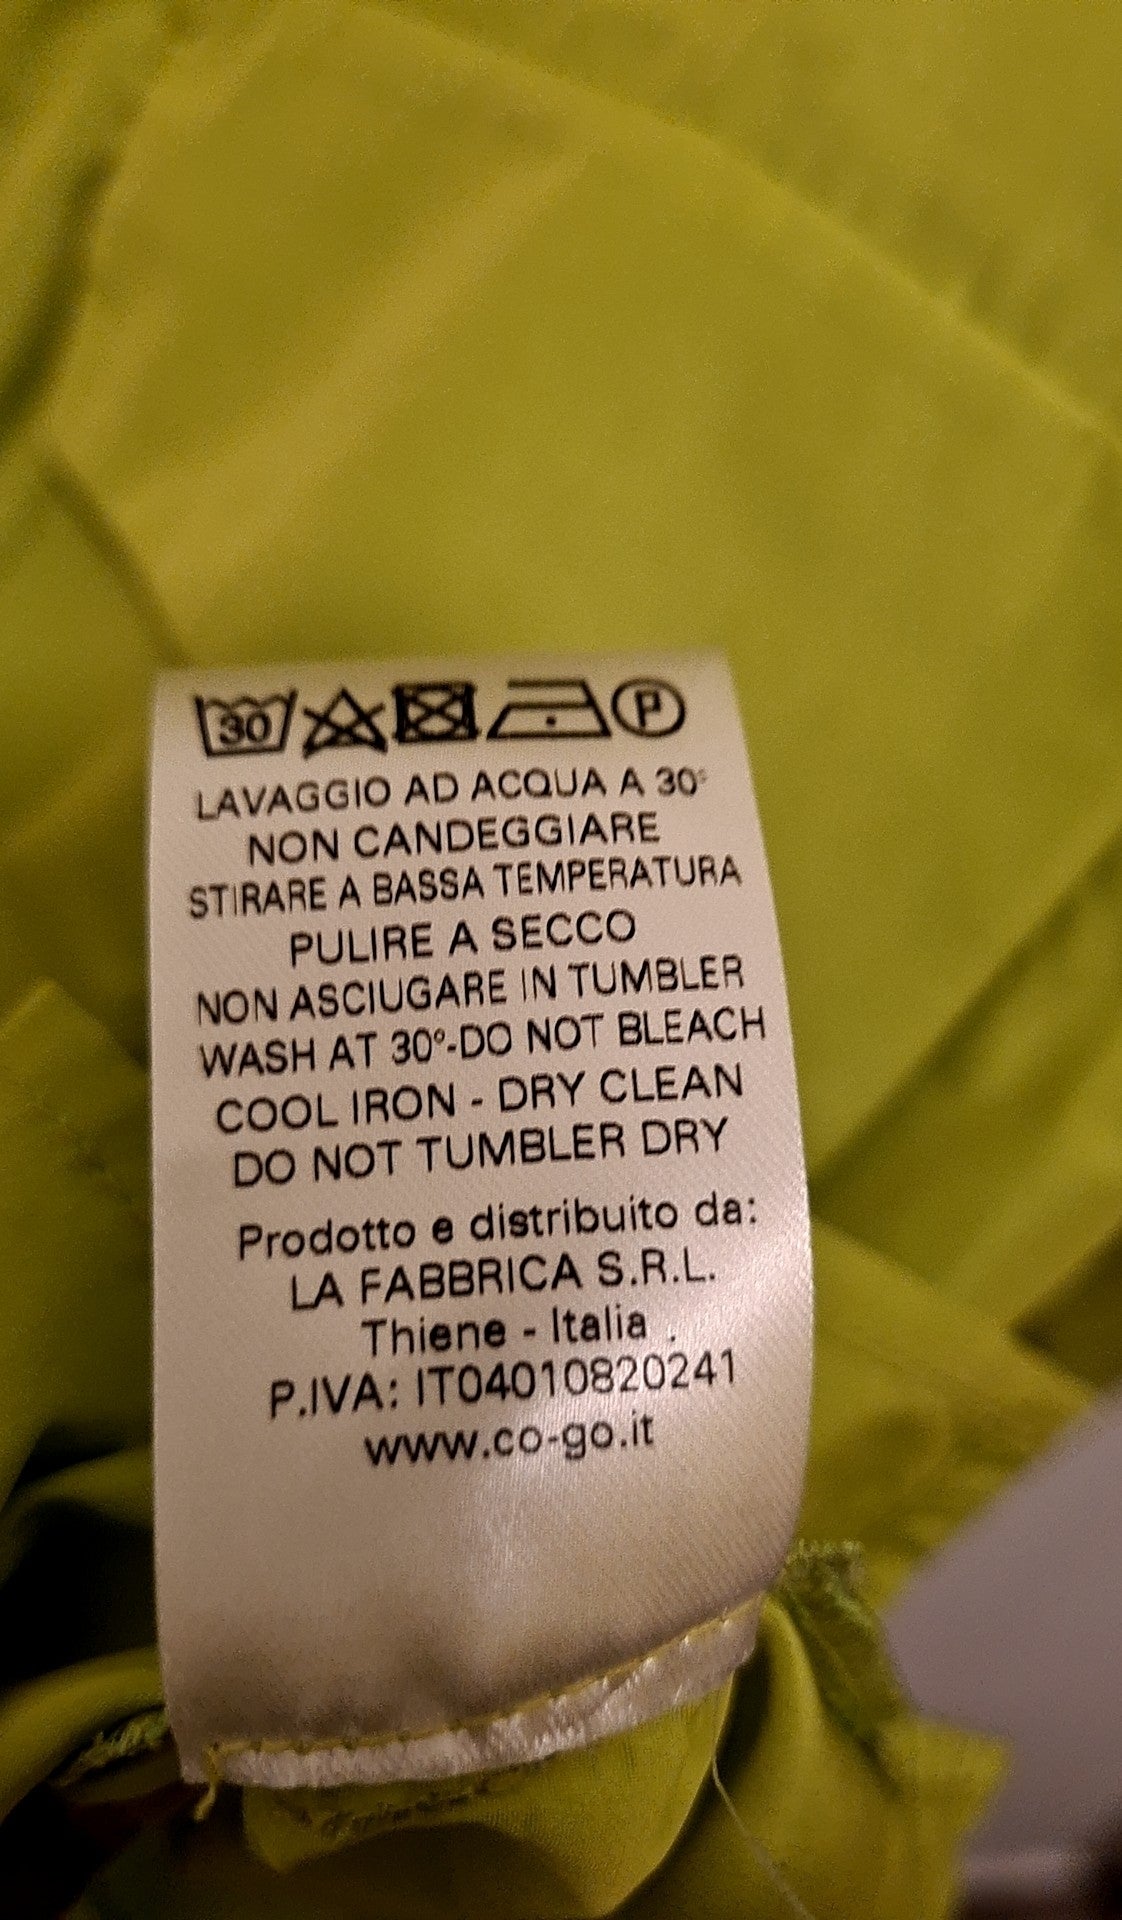 30 P
LAVAGGIO AD ACQUA A 30°
NON CANDEGGIARE
STIRARE A BASSA TEMPERATURA
PULIRE A SECCO
NON ASCIUGARE IN TUMBLER
WASH AT 30°-DO NOT BLEACH
COOL IRON - DRY CLEAN
DO NOT TUMBLER DRY
Prodotto e distribuito da:
LA FABBRICA S.R.L.
Thiene - Italia .
P.IVA: IT04010820241
www.co-go.it